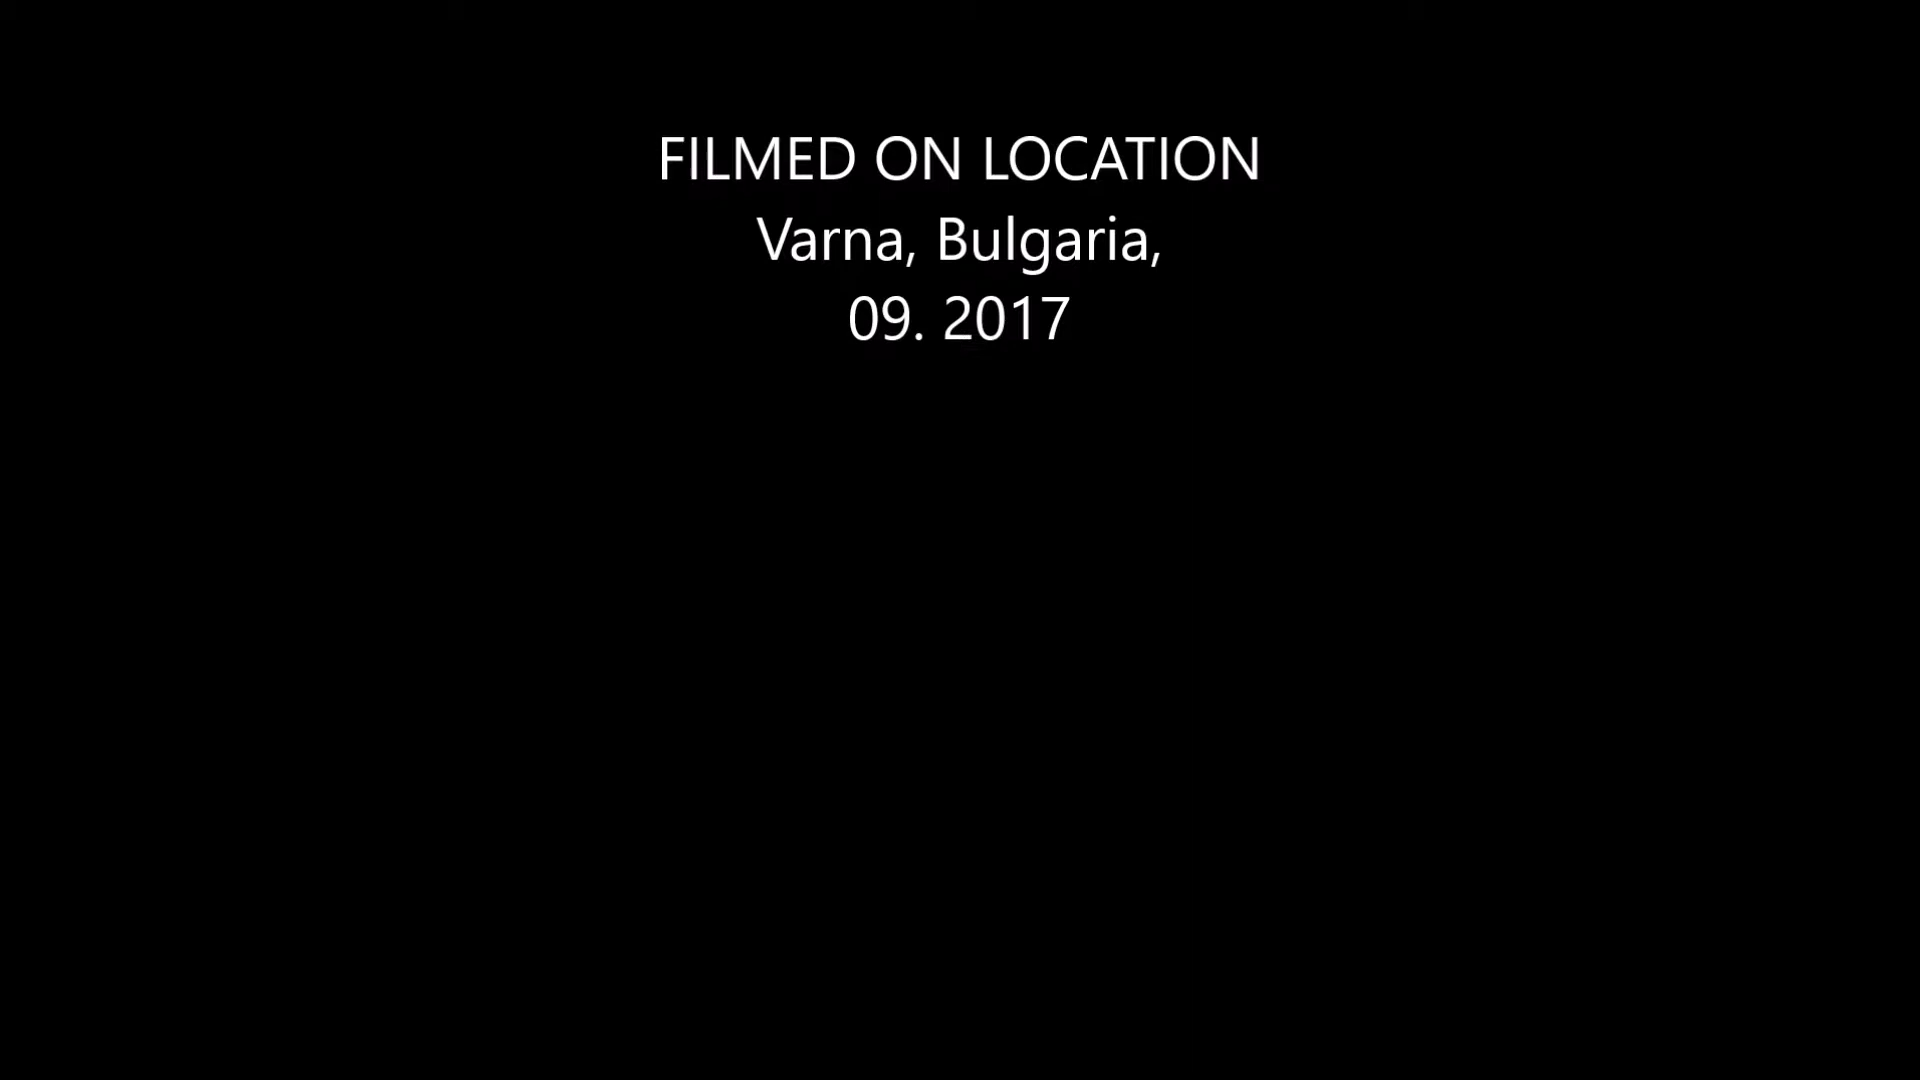 FILMED ON LOCATION
Varna, Bulgaria,
09. 2017